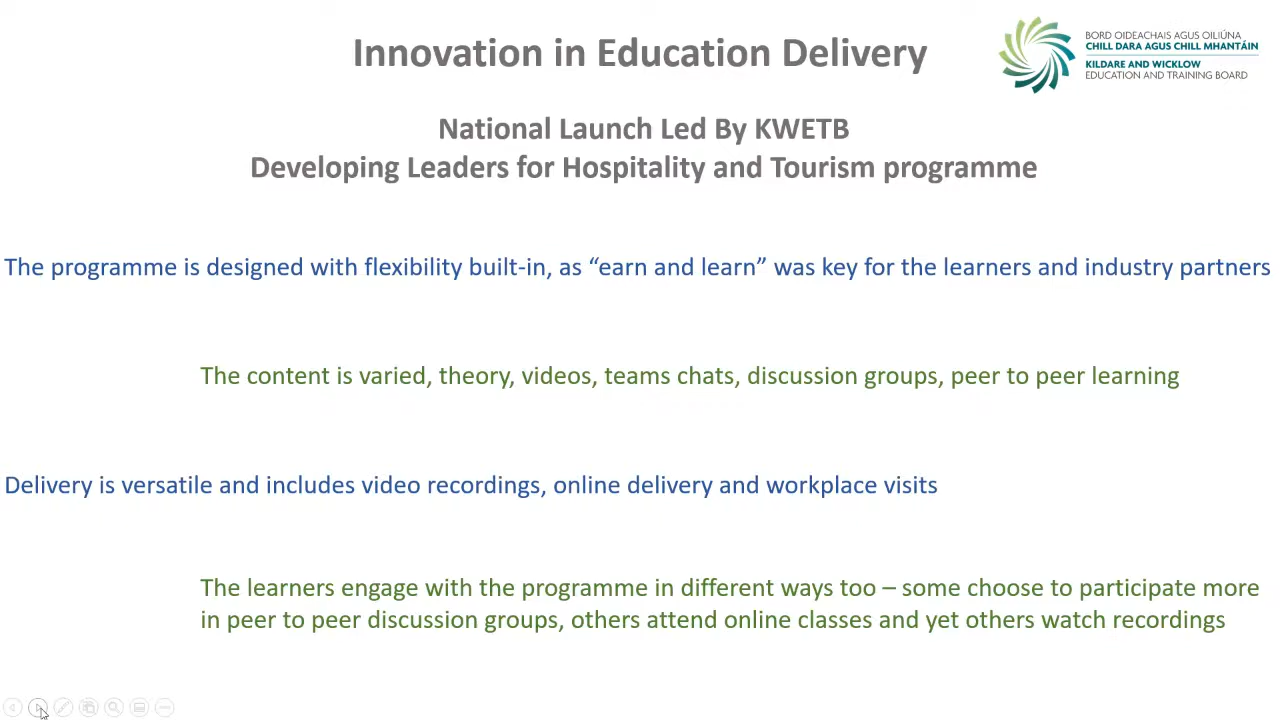 Innovation in Education Delivery
BORD OIDEACHAIS AGUS OILIÚNA
CHILL DARA AGUS CHILL MHANTÁIN
KILDARE AND WICKLOW
EDUCATION AND TRAINING BOARD
National Launch Led By KWETB
Developing Leaders for Hospitality and Tourism programme
The programme is designed with flexibility built-in, as “earn and learn” was key for the learners and industry partners
The content is varied, theory, videos, teams chats, discussion groups, peer to peer learning
Delivery is versatile and includes video recordings, online delivery and workplace visits
The learners engage with the programme in different ways too – some choose to participate more
in peer to peer discussion groups, others attend online classes and yet others watch recordings